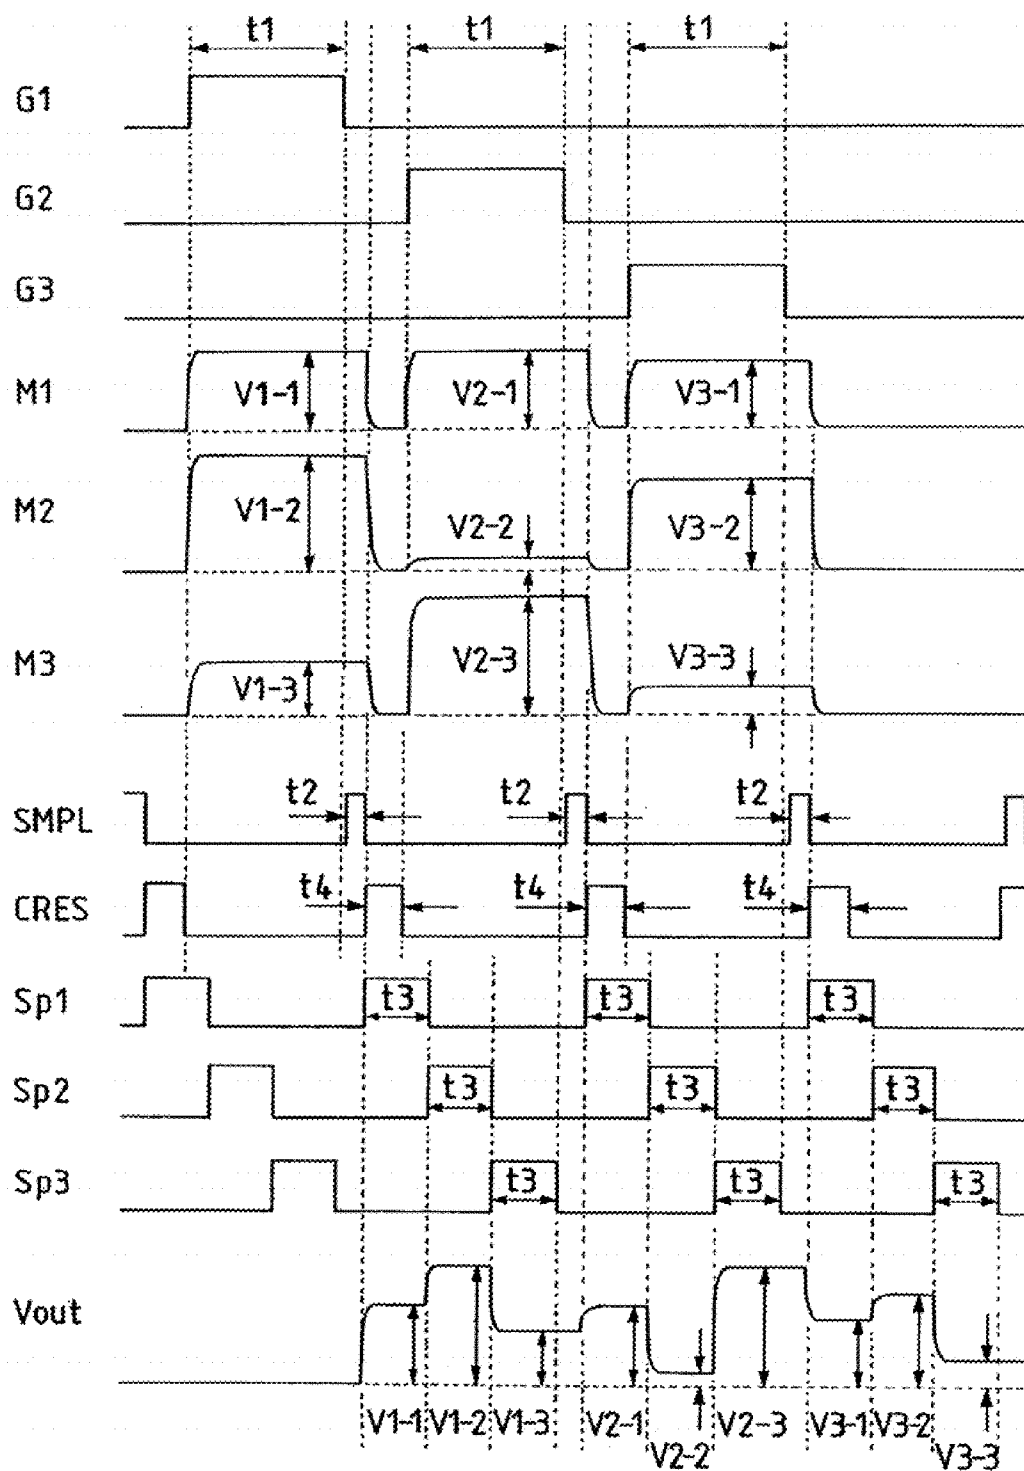 t1 t1 t1
G1
G2
G3
M1 V1-1 V2-1 V3-1
M2 V1-2 V2-2 V3-2
M3 V1-3 V2-3 V3-3
SMPL t2 t2 t2
CRES t4 t4 t4
Sp1 t3 t3 t3
Sp2 t3 t3 t3
Sp3 t3 t3 t3
Vout
V1-1 V1-2 V1-3 V2-1 V2-3 V3-1 V3-2
V2-2 V3-3